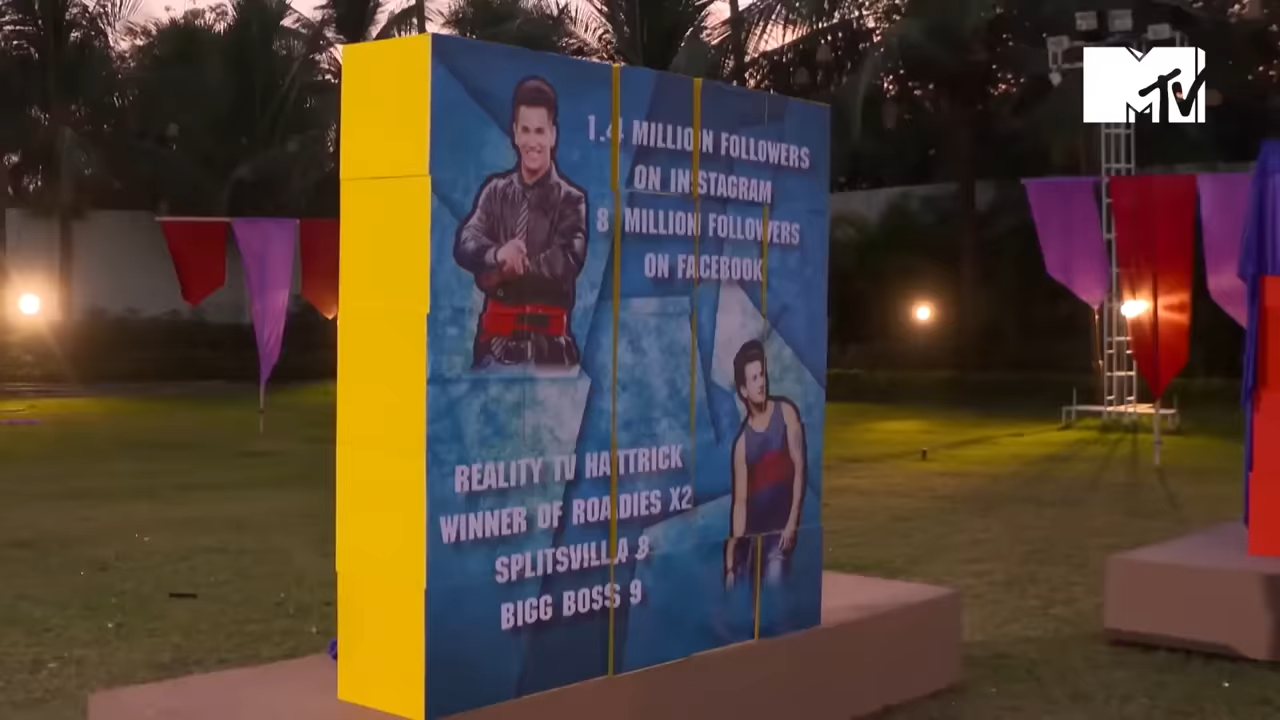 MTV
1.4 MILLION FOLLOWERS
ON INSTAGRAM
8 MILLION FOLLOWERS
ON FACEBOOK
REALITY TV HATTRICK
WINNER OF ROADIES X2
SPLITSVILLA 8
BIGG BOSS 9